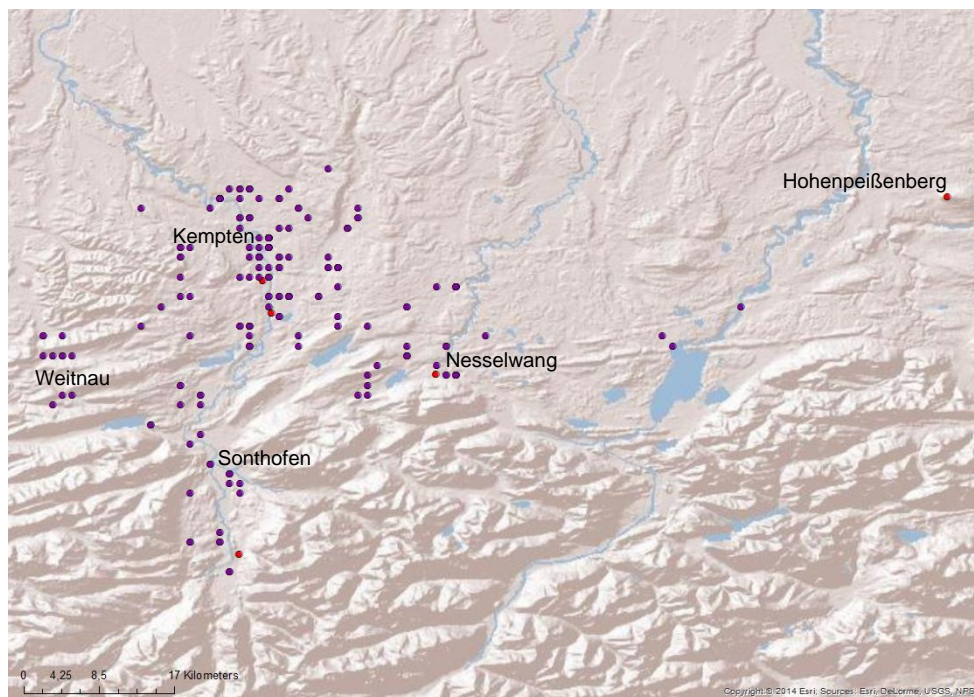 Hohenpeißenberg
Kempten
Nesselwang
Weitnau
Sonthofen
0 4,25 8,5 17 Kilometers
Copyright:© 2014 Esri, Sources: Esri, DeLorme, USGS, NPS